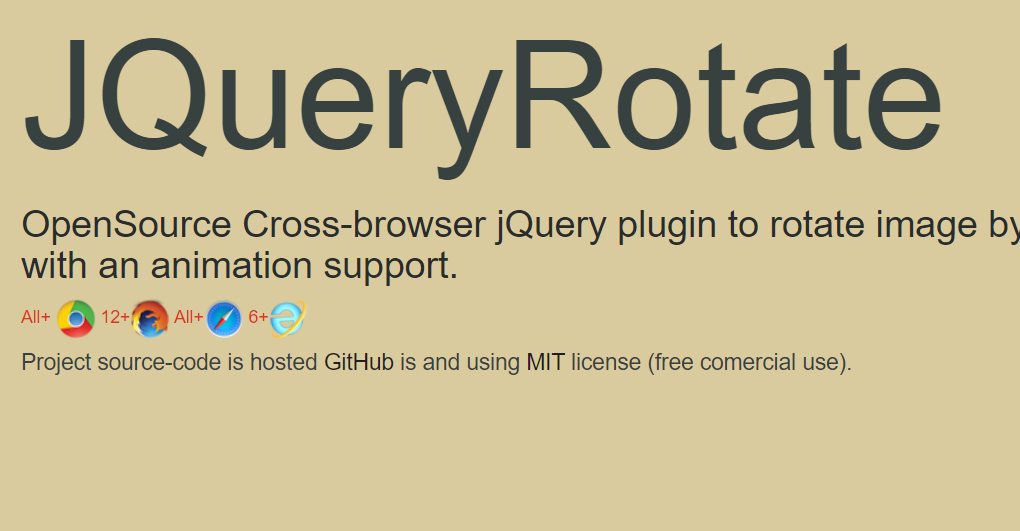 JQueryRotate
OpenSource Cross-browser jQuery plugin to rotate image by
with an animation support.
All+ 12+ All+ 6+
Project source-code is hosted GitHub is and using MIT license (free comercial use).